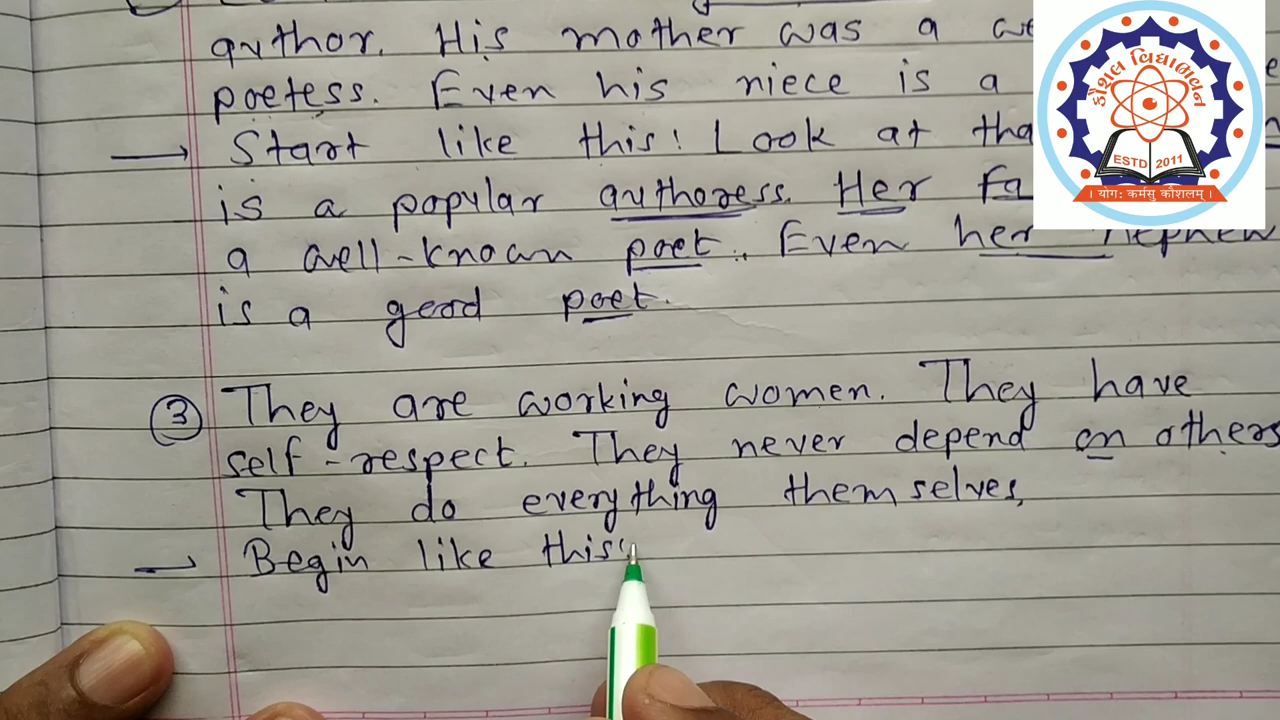 author. His mother was a
poetess. Even his niece is a
→ Start like this: Look at
is a popular authoress. Her
a well-known poet. Even her nephew
is a good poet.
③ They are working women. They have
self-respect. They never depend on others
They do everything themselves.
→ Begin like this:
કૌશલ વિદ્યાભવન
ESTD 2011
। योगः कर्मसु कौशलम् ।